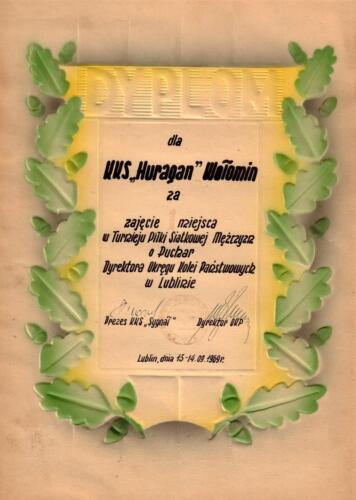 DYPLOM
dla
KKS „Huragan” Wołomin
za
zajęcie miejsca
w Turnieju Piłki Siatkowej Mężczyzn
o Puchar
Dyrektora Okręgu Kolei Państwowych
w Lublinie
Prezes KKS „Sygnał” Dyrektor OKP
Lublin, dnia 13-14.09.1969 r.